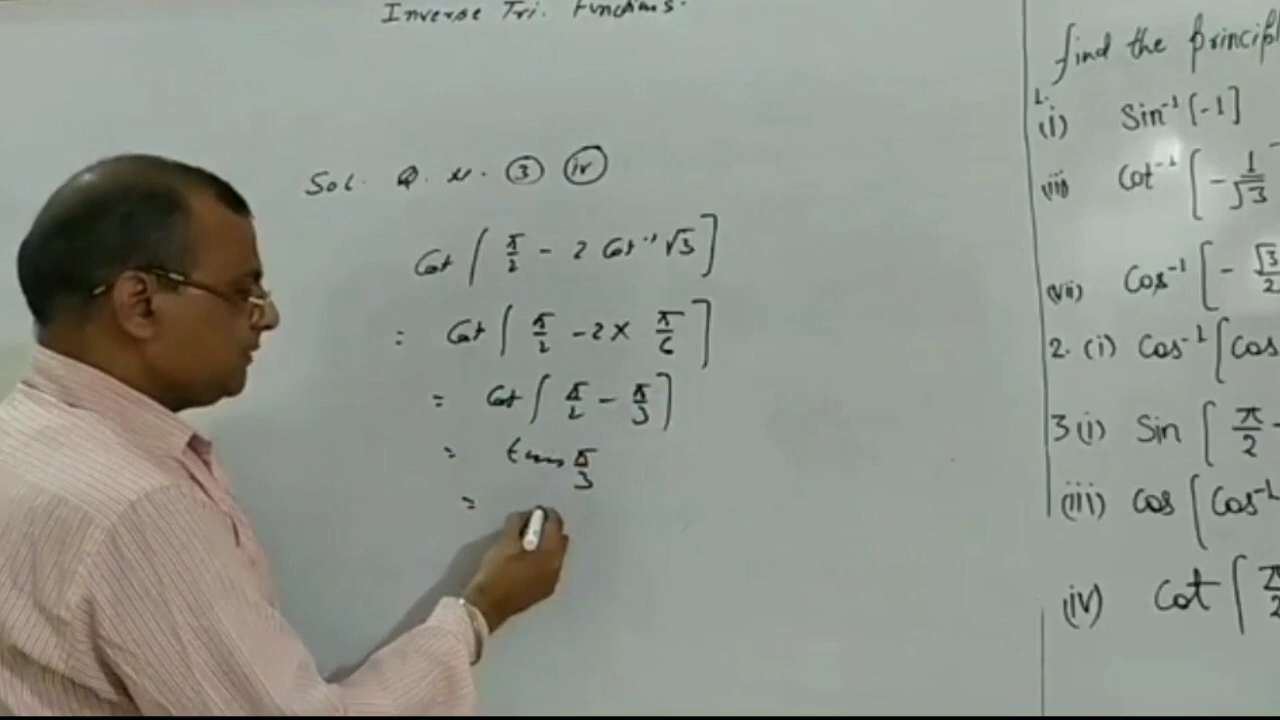 Inverse Tri. Functions.
Sol. Q. N. ③ (iv)
Cot [ π/2 - 2 Cot⁻¹ √3 ]
= Cot [ π/2 - 2 × π/6 ]
= Cot [ π/2 - π/3 ]
= tan π/3
=
find the principl
1.
(i) Sin⁻¹ [-1]
(iii) Cot⁻¹ [ - 1/√3
(vii) Cos⁻¹ [ - √3/2
2. (i) Cos⁻¹ [ Cos
3 (i) Sin [ π/2 -
(iii) Cos [ Cos⁻¹
(iv) Cot [ π/2